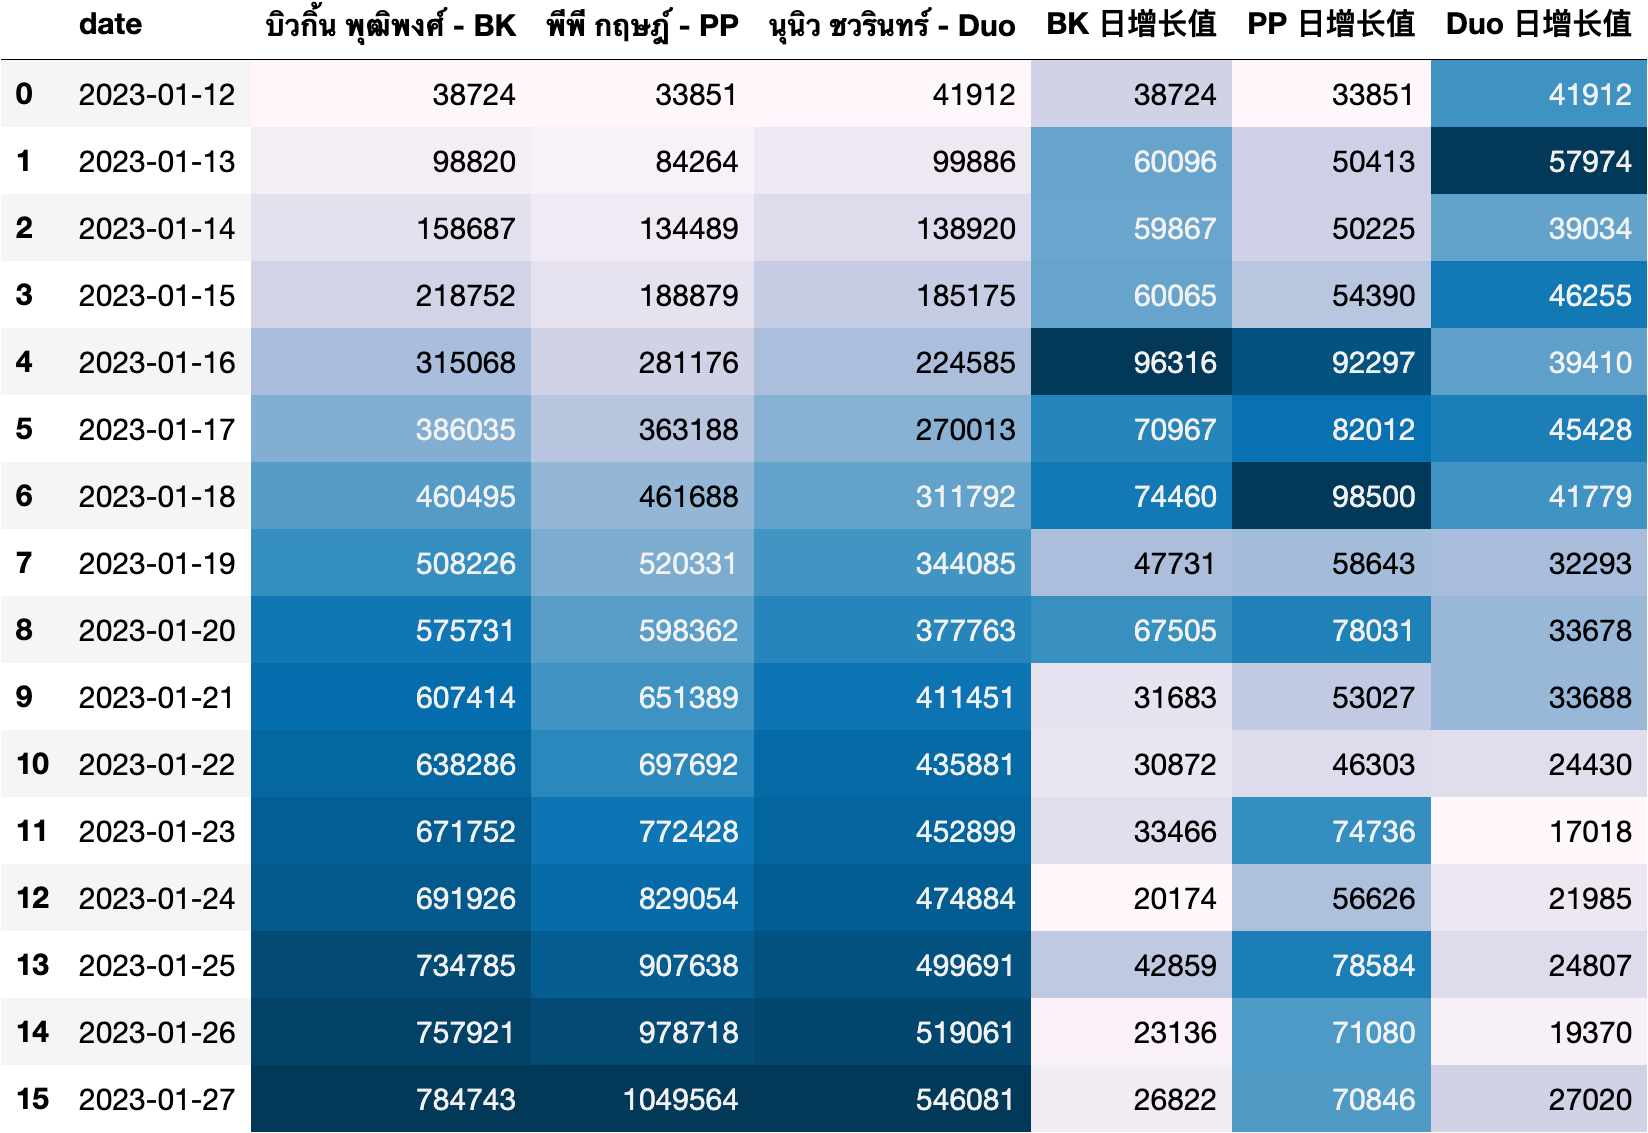 date บิวกิ้น พุฒิพงศ์ - BK พีพี กฤษฎ์ - PP นุนิว ชวรินทร์ - Duo BK 日增长值 PP 日增长值 Duo 日增长值
0 2023-01-12 38724 33851 41912 38724 33851 41912
1 2023-01-13 98820 84264 99886 60096 50413 57974
2 2023-01-14 158687 134489 138920 59867 50225 39034
3 2023-01-15 218752 188879 185175 60065 54390 46255
4 2023-01-16 315068 281176 224585 96316 92297 39410
5 2023-01-17 386035 363188 270013 70967 82012 45428
6 2023-01-18 460495 461688 311792 74460 98500 41779
7 2023-01-19 508226 520331 344085 47731 58643 32293
8 2023-01-20 575731 598362 377763 67505 78031 33678
9 2023-01-21 607414 651389 411451 31683 53027 33688
10 2023-01-22 638286 697692 435881 30872 46303 24430
11 2023-01-23 671752 772428 452899 33466 74736 17018
12 2023-01-24 691926 829054 474884 20174 56626 21985
13 2023-01-25 734785 907638 499691 42859 78584 24807
14 2023-01-26 757921 978718 519061 23136 71080 19370
15 2023-01-27 784743 1049564 546081 26822 70846 27020